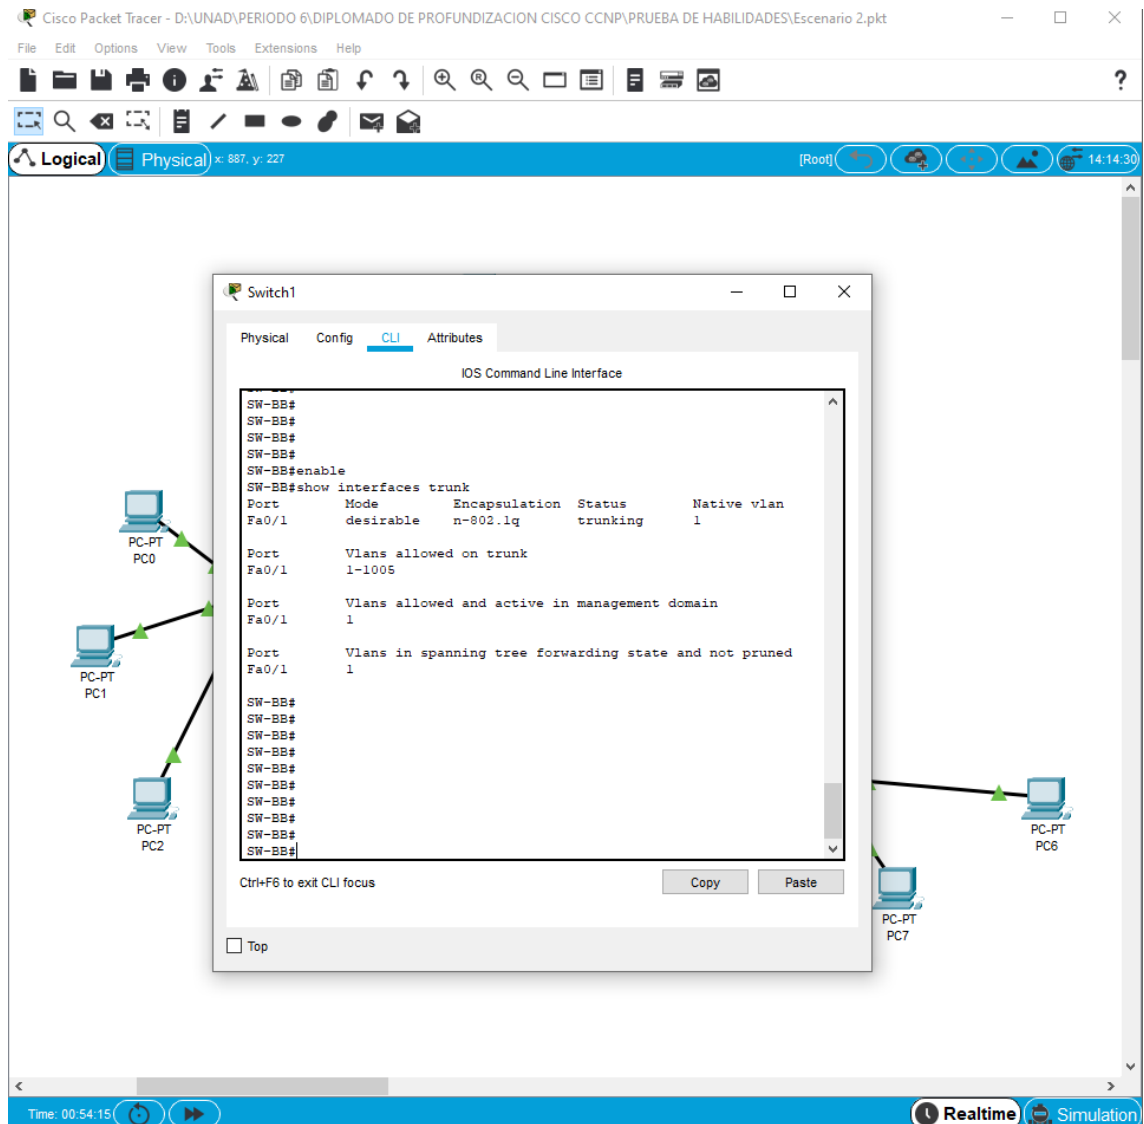 Cisco Packet Tracer - D:\UNAD\PERIODO 6\DIPLOMADO DE PROFUNDIZACION CISCO CCNP\PRUEBA DE HABILIDADES\Escenario 2.pkt
File Edit Options View Tools Extensions Help
Logical Physical x: 887, y: 227 [Root] 14:14:30
Switch1
Physical Config CLI Attributes
IOS Command Line Interface
SW-BB#
SW-BB#
SW-BB#
SW-BB#
SW-BB#enable
SW-BB#show interfaces trunk
Port Mode Encapsulation Status Native vlan
Fa0/1 desirable n-802.1q trunking 1
Port Vlans allowed on trunk
Fa0/1 1-1005
Port Vlans allowed and active in management domain
Fa0/1 1
Port Vlans in spanning tree forwarding state and not pruned
Fa0/1 1
SW-BB#
SW-BB#
SW-BB#
SW-BB#
SW-BB#
SW-BB#
SW-BB#
SW-BB#
SW-BB#
SW-BB#
Ctrl+F6 to exit CLI focus
Copy Paste
Top
PC-PT
PC0
PC-PT
PC1
PC-PT
PC2
PC-PT
PC6
PC-PT
PC7
Time: 00:54:15 Realtime Simulation